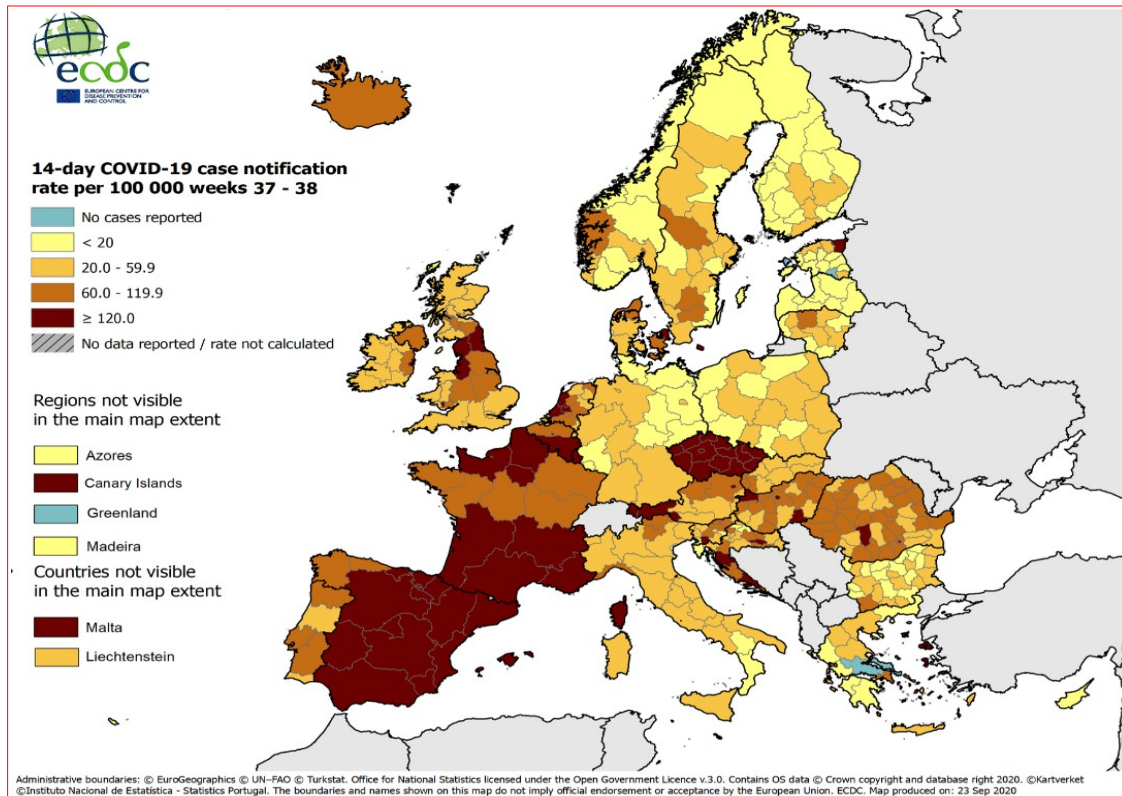 ecdc
EUROPEAN CENTRE FOR
DISEASE PREVENTION
AND CONTROL
14-day COVID-19 case notification
rate per 100 000 weeks 37 - 38
No cases reported
< 20
20.0 - 59.9
60.0 - 119.9
≥ 120.0
No data reported / rate not calculated
Regions not visible
in the main map extent
Azores
Canary Islands
Greenland
Madeira
Countries not visible
in the main map extent
Malta
Liechtenstein
Administrative boundaries: © EuroGeographics © UN–FAO © Turkstat. Office for National Statistics licensed under the Open Government Licence v.3.0. Contains OS data © Crown copyright and database right 2020. ©Kartverket
©Instituto Nacional de Estatística - Statistics Portugal. The boundaries and names shown on this map do not imply official endorsement or acceptance by the European Union. ECDC. Map produced on: 23 Sep 2020